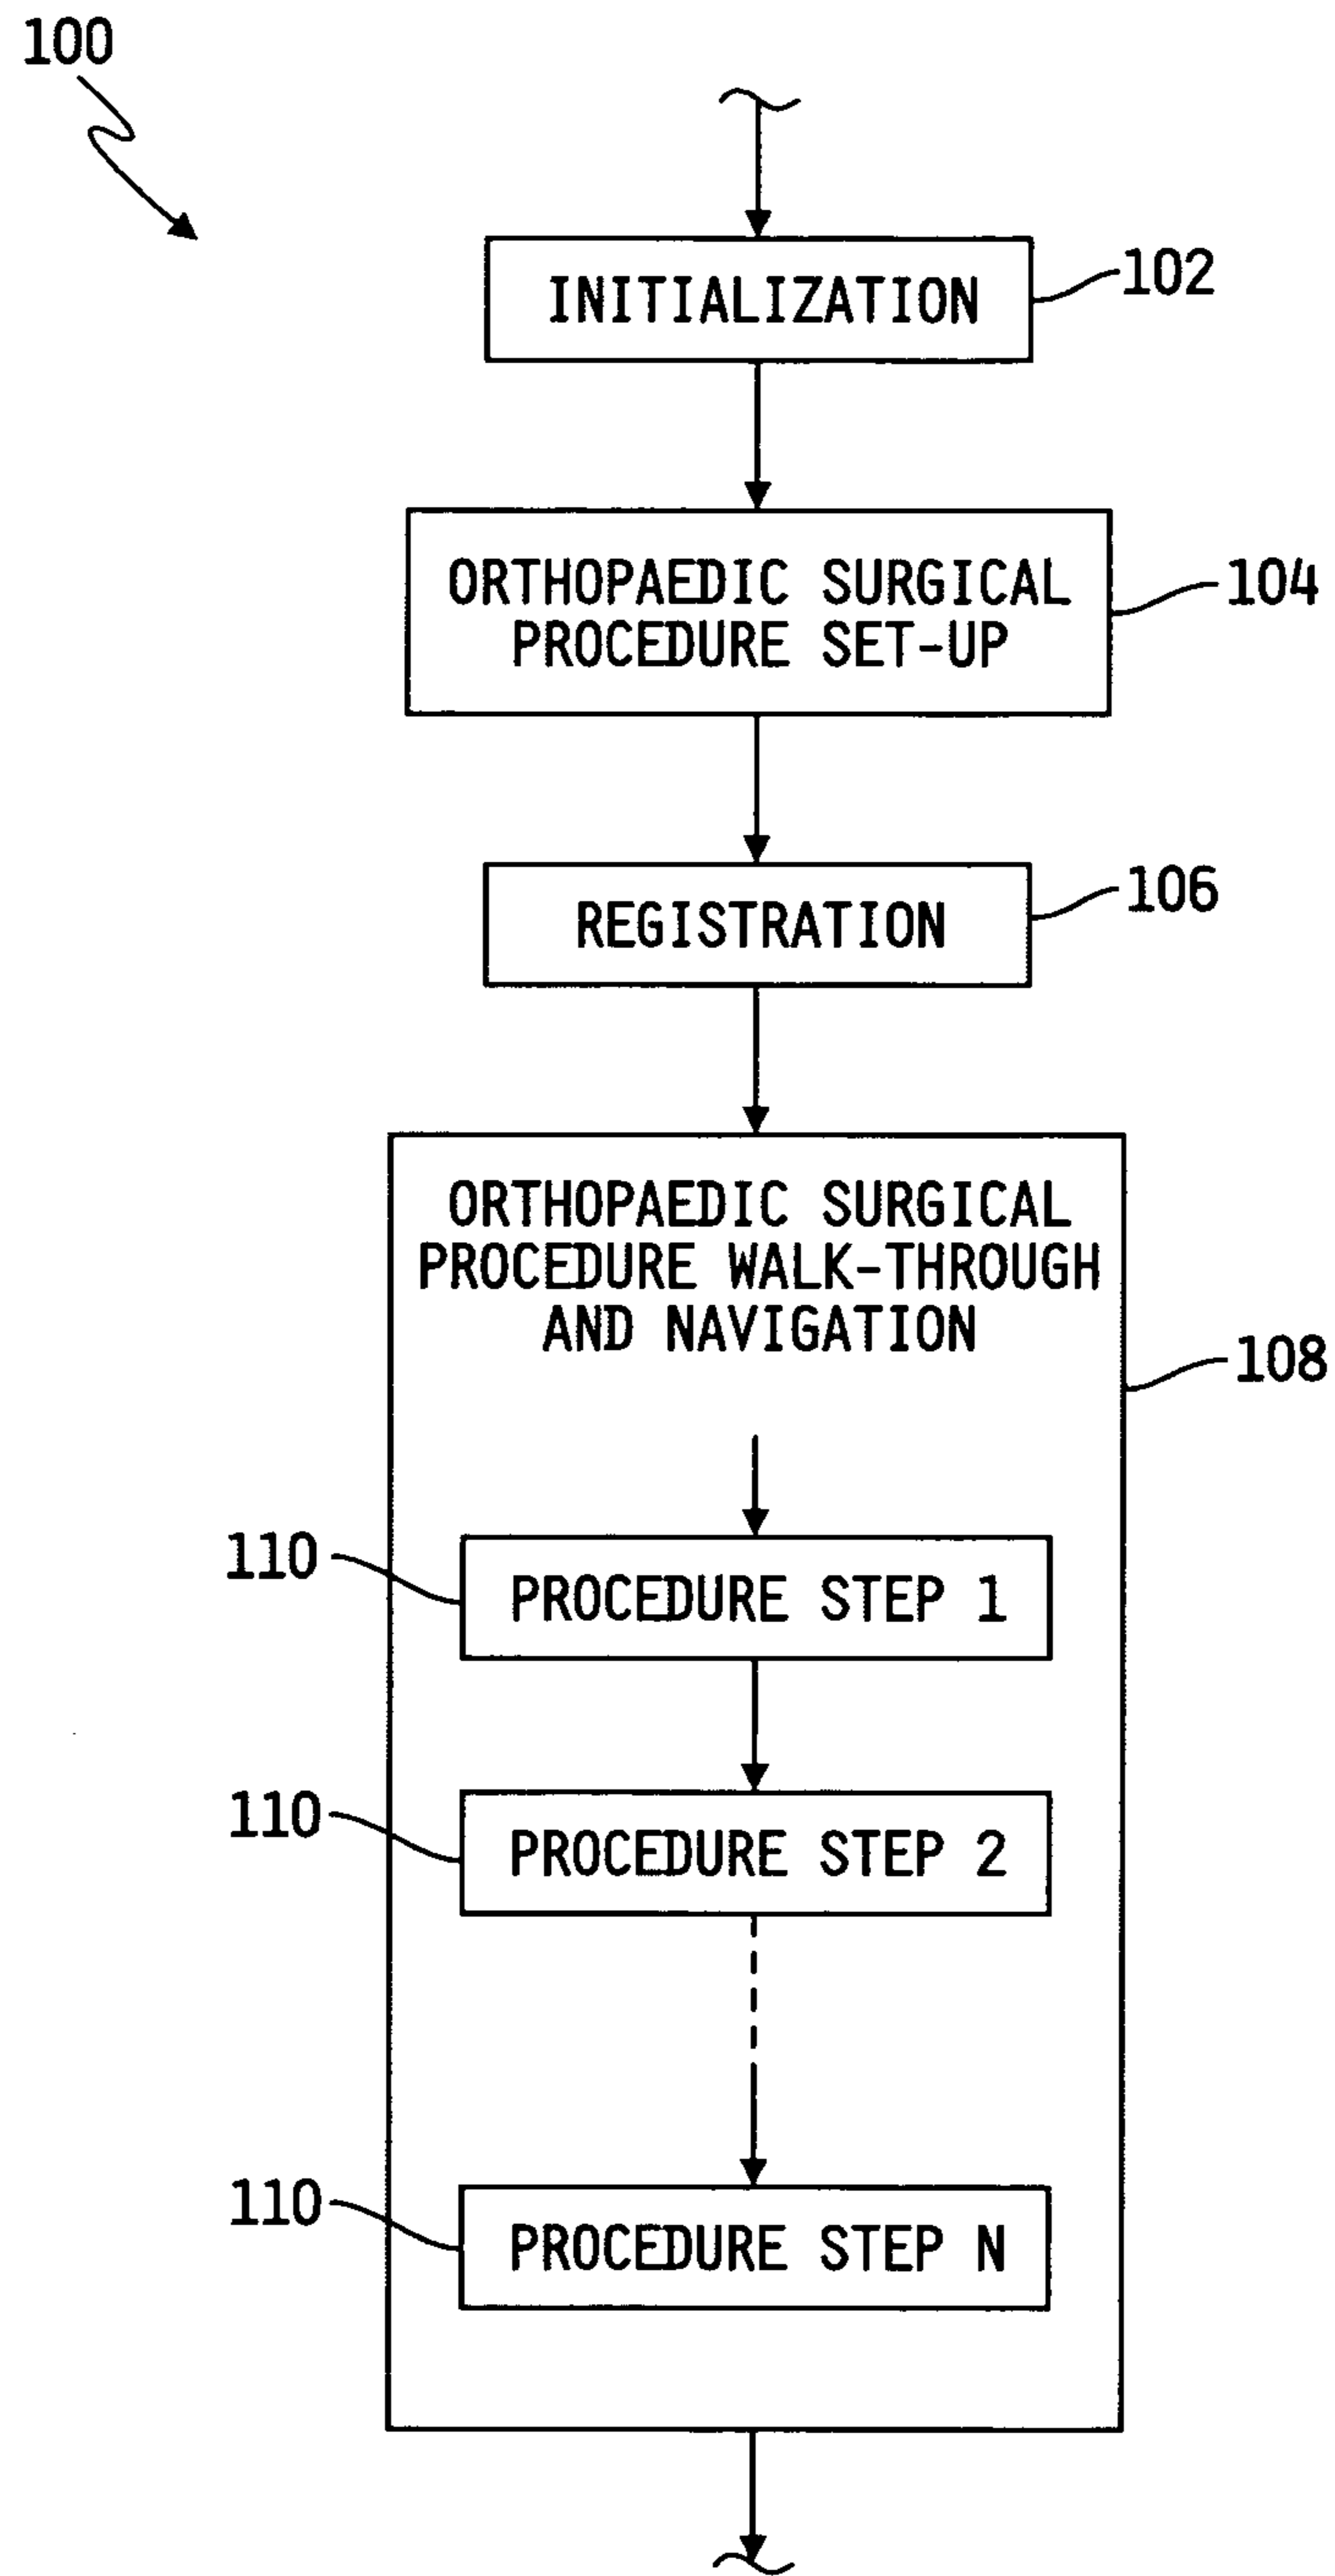 100
INITIALIZATION
102
ORTHOPAEDIC SURGICAL
PROCEDURE SET-UP
104
REGISTRATION
106
ORTHOPAEDIC SURGICAL
PROCEDURE WALK-THROUGH
AND NAVIGATION
108
110
PROCEDURE STEP 1
110
PROCEDURE STEP 2
110
PROCEDURE STEP N